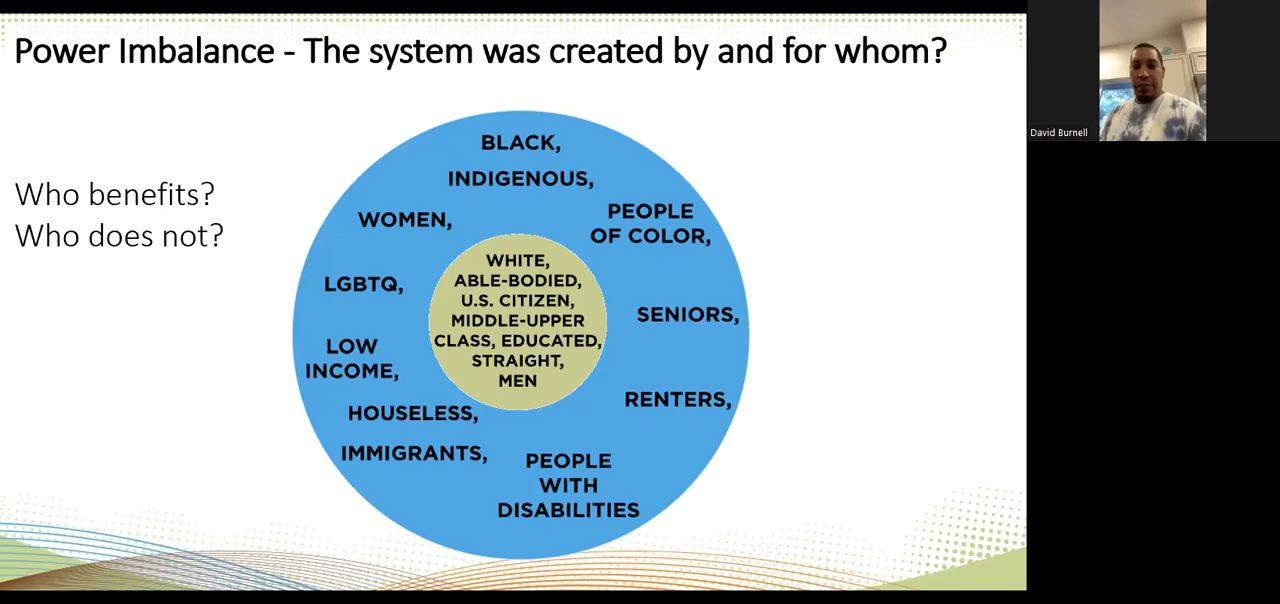 Power Imbalance - The system was created by and for whom?
Who benefits?
Who does not?
BLACK,
INDIGENOUS,
PEOPLE
OF COLOR,
WOMEN,
LGBTQ,
LOW
INCOME,
HOUSELESS,
IMMIGRANTS,
PEOPLE
WITH
DISABILITIES
SENIORS,
RENTERS,
WHITE,
ABLE-BODIED,
U.S. CITIZEN,
MIDDLE-UPPER
CLASS, EDUCATED,
STRAIGHT,
MEN
David Burnell